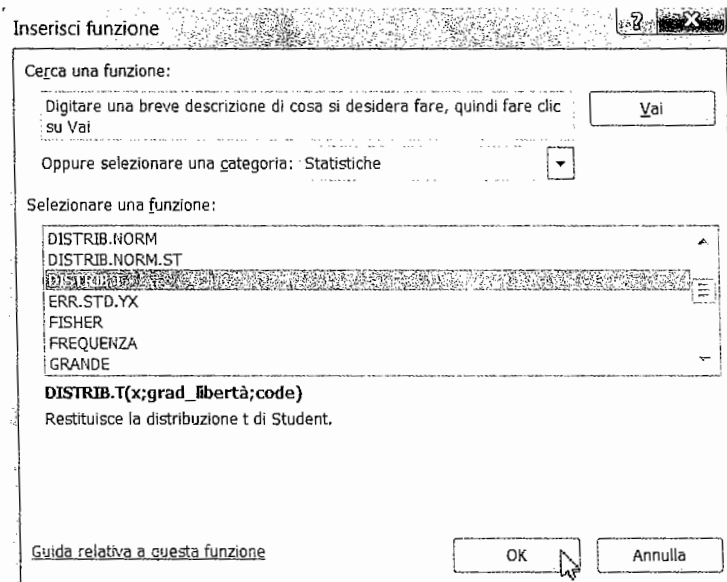 Inserisci funzione
Cerca una funzione:
Digitare una breve descrizione di cosa si desidera fare, quindi fare clic
su Vai
Vai
Oppure selezionare una categoria: Statistiche
Selezionare una funzione:
DISTRIB.NORM
DISTRIB.NORM.ST
DISTRIB.T
ERR.STD.YX
FISHER
FREQUENZA
GRANDE
DISTRIB.T(x;grad_libertà;code)
Restituisce la distribuzione t di Student.
Guida relativa a questa funzione
OK
Annulla